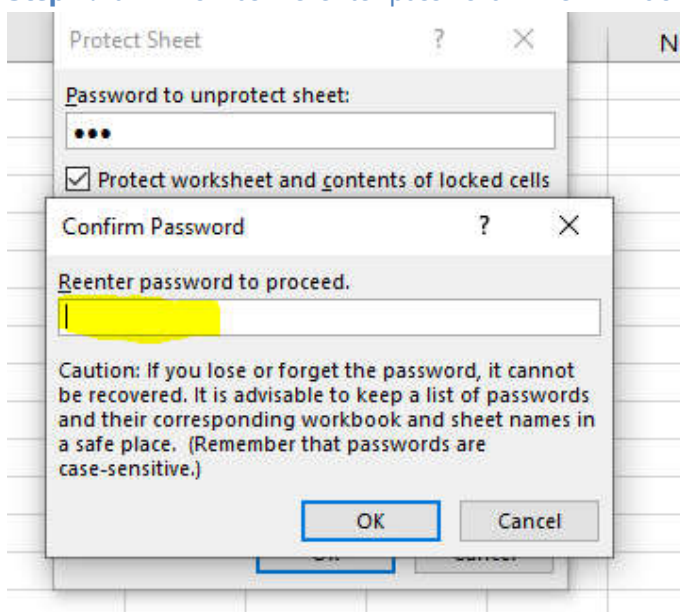 Protect Sheet ? ×
N
Password to unprotect sheet:
●●●
Protect worksheet and contents of locked cells
Confirm Password ? ×
Reenter password to proceed.
Caution: If you lose or forget the password, it cannot
be recovered. It is advisable to keep a list of passwords
and their corresponding workbook and sheet names in
a safe place. (Remember that passwords are
case-sensitive.)
OK Cancel